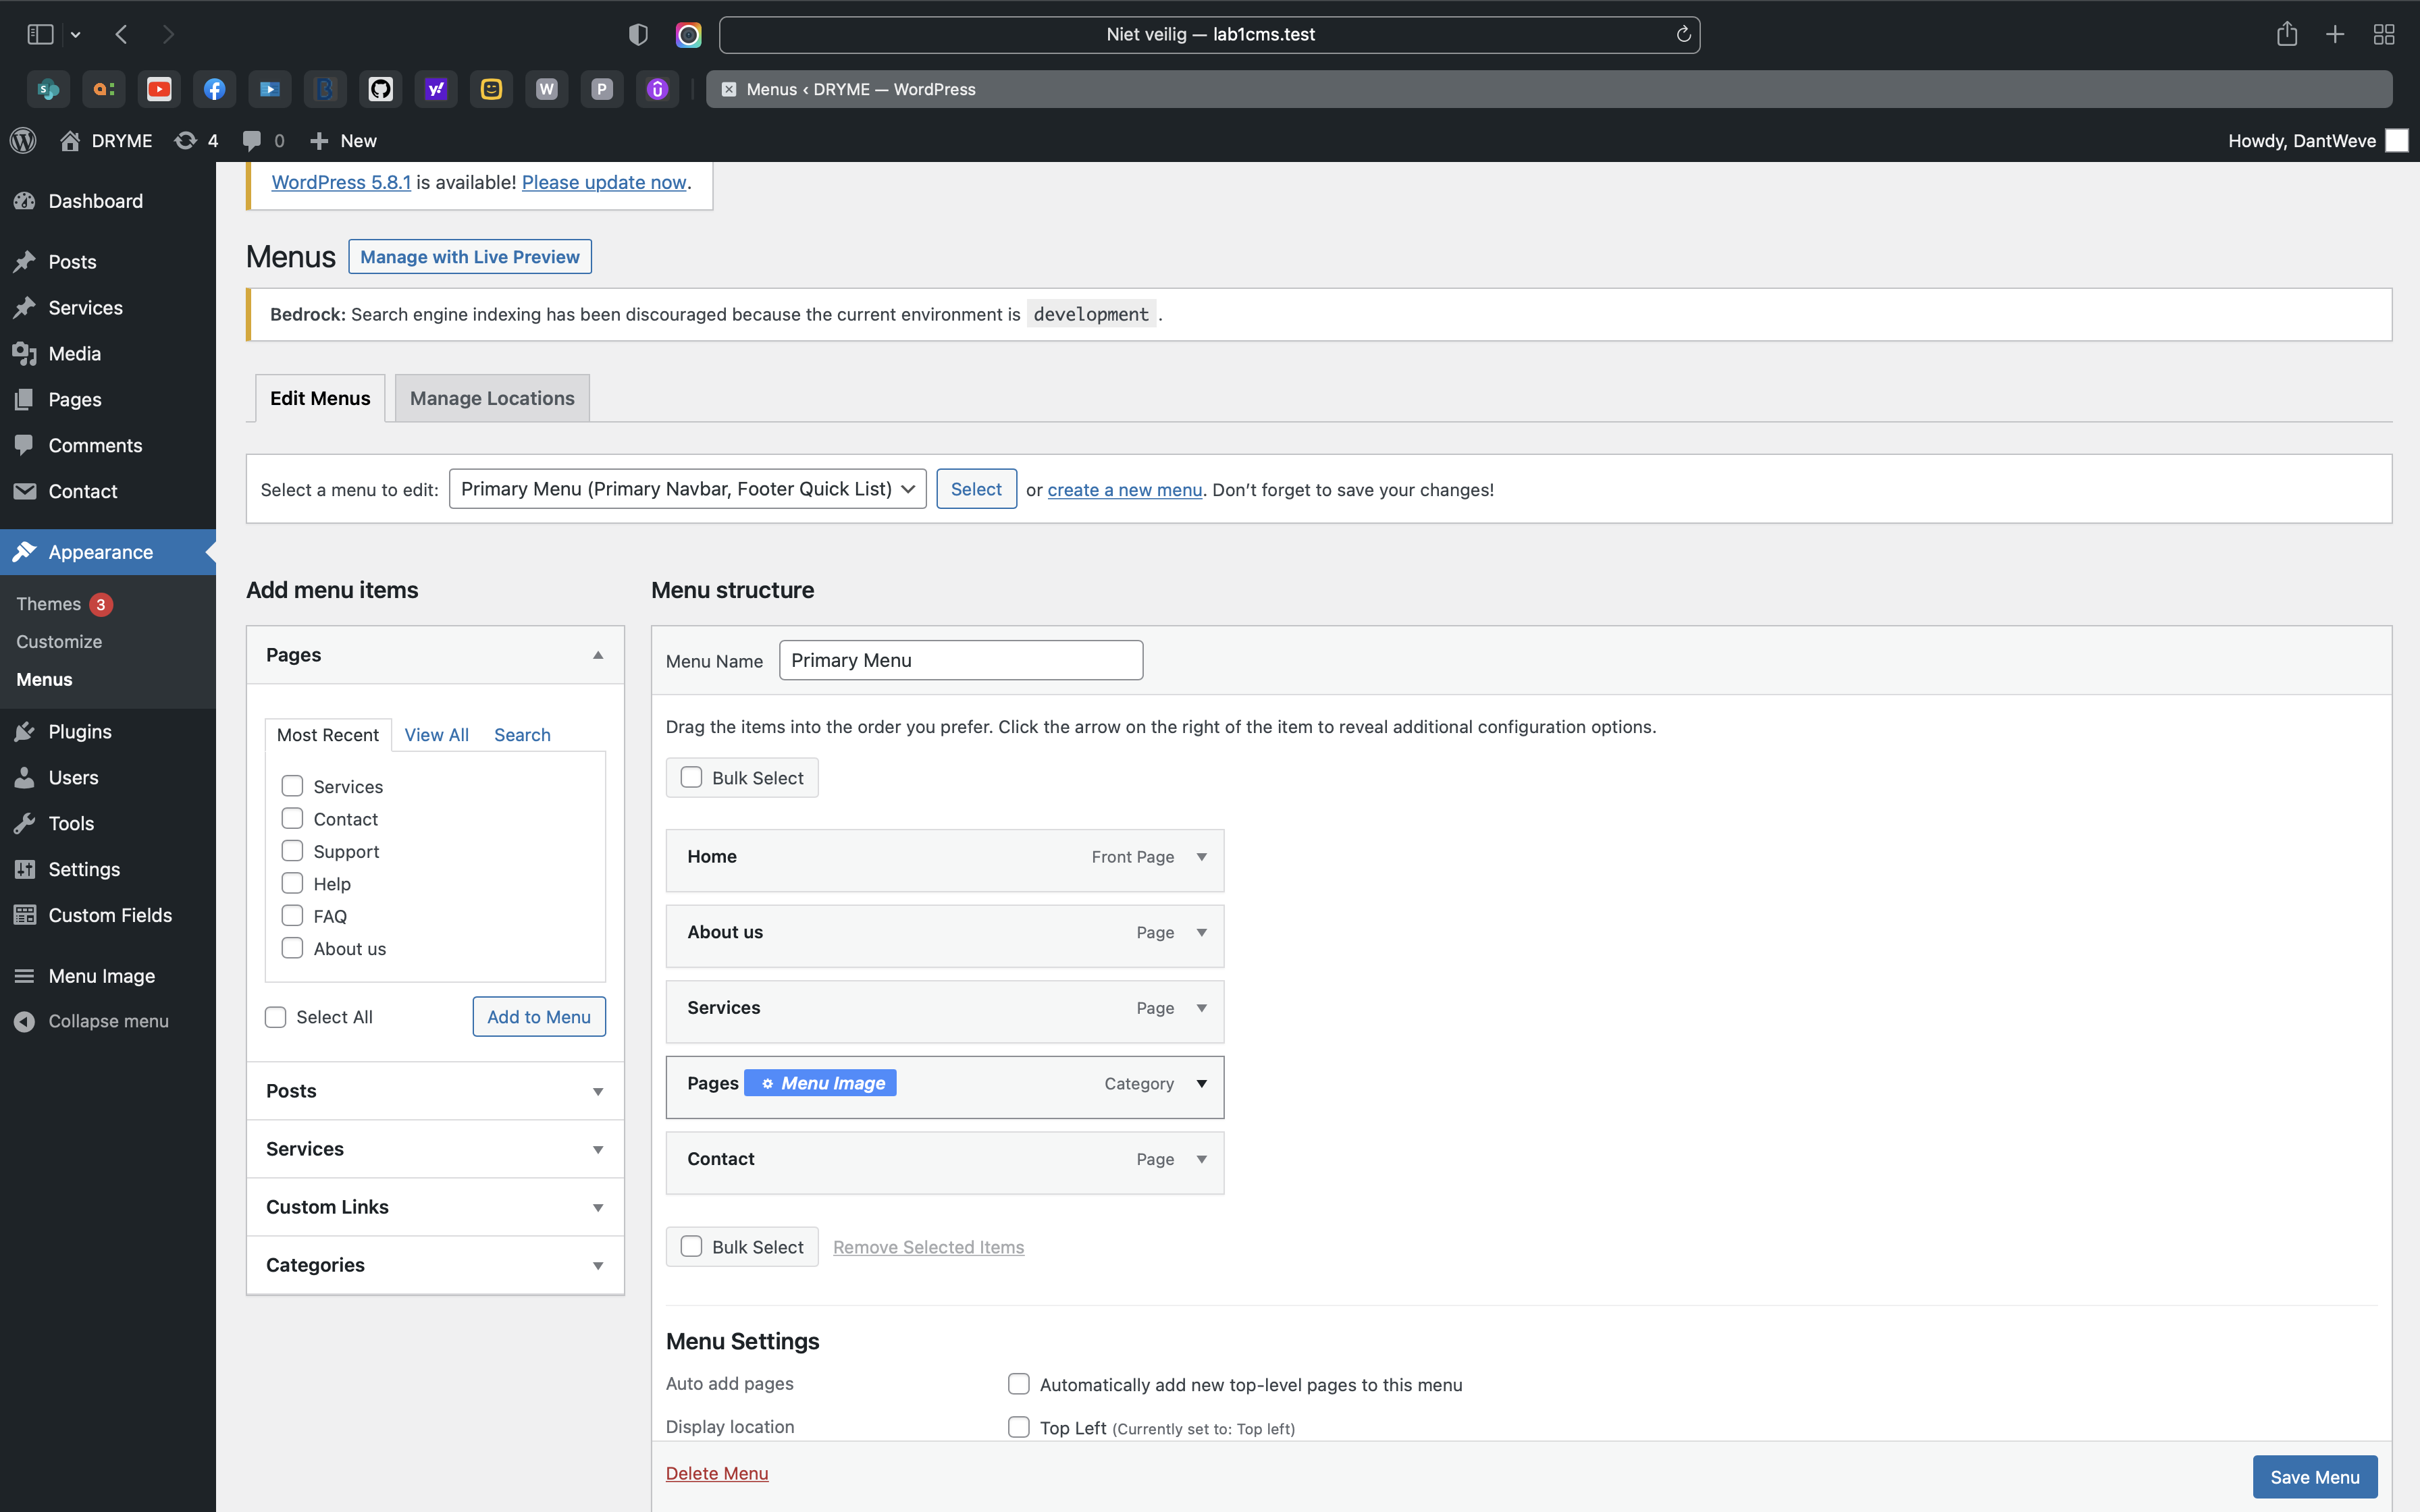 Niet veilig — lab1cms.test
a:
y!
W
P
Menus ‹ DRYME — WordPress
DRYME 4 0 New
Howdy, DantWeve
Dashboard
Posts
Services
Media
Pages
Comments
Contact
Appearance
Themes 3
Customize
Menus
Plugins
Users
Tools
Settings
Custom Fields
Menu Image
Collapse menu
WordPress 5.8.1 is available! Please update now.
Menus Manage with Live Preview
Bedrock: Search engine indexing has been discouraged because the current environment is development .
Edit Menus Manage Locations
Select a menu to edit: Primary Menu (Primary Navbar, Footer Quick List) Select or create a new menu. Don’t forget to save your changes!
Add menu items
Pages
Most Recent View All Search
Services
Contact
Support
Help
FAQ
About us
Select All Add to Menu
Posts
Services
Custom Links
Categories
Menu structure
Menu Name Primary Menu
Drag the items into the order you prefer. Click the arrow on the right of the item to reveal additional configuration options.
Bulk Select
Home Front Page
About us Page
Services Page
Pages Menu Image Category
Contact Page
Bulk Select Remove Selected Items
Menu Settings
Auto add pages Automatically add new top-level pages to this menu
Display location Top Left (Currently set to: Top left)
Delete Menu Save Menu